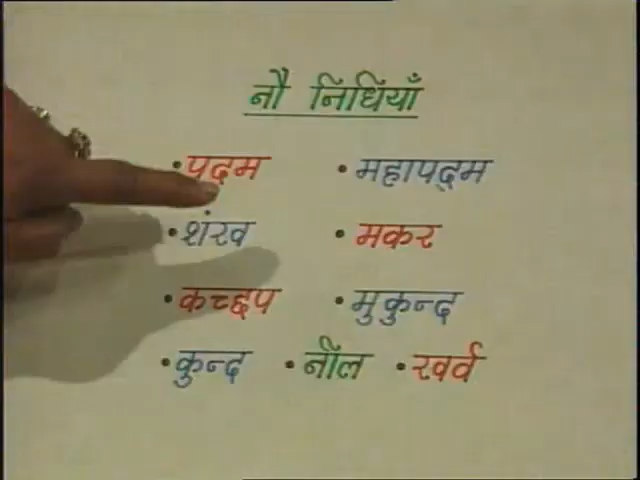 नौ निधियाँ
• पद्म • महापद्म
• शंख • मकर
• कच्छप • मुकुन्द
• कुन्द • नील • खर्व